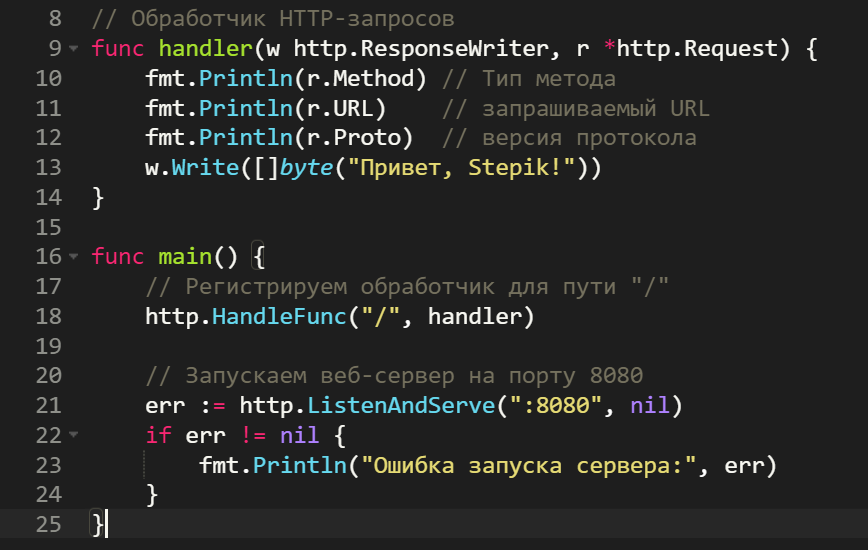 8 // Обработчик HTTP-запросов
9 func handler(w http.ResponseWriter, r *http.Request) {
10     fmt.Println(r.Method) // Тип метода
11     fmt.Println(r.URL)    // запрашиваемый URL
12     fmt.Println(r.Proto)  // версия протокола
13     w.Write([]byte("Привет, Stepik!"))
14 }
15
16 func main() {
17     // Регистрируем обработчик для пути "/"
18     http.HandleFunc("/", handler)
19
20     // Запускаем веб-сервер на порту 8080
21     err := http.ListenAndServe(":8080", nil)
22     if err != nil {
23         fmt.Println("Ошибка запуска сервера:", err)
24     }
25 }